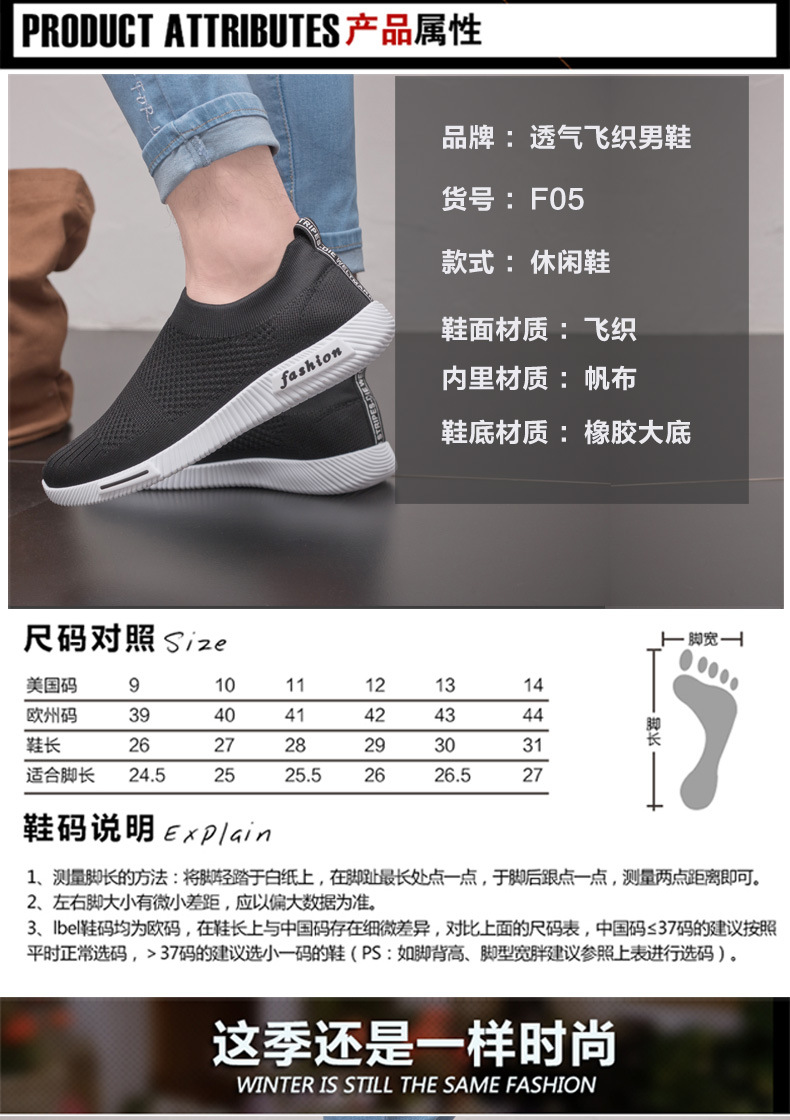 PRODUCT ATTRIBUTES产品属性
TOP
品牌： 透气飞织男鞋
货号： F05
款式： 休闲鞋
鞋面材质： 飞织
内里材质： 帆布
鞋底材质： 橡胶大底
fashion
尺码对照 Size
美国码 9 10 11 12 13 14
欧州码 39 40 41 42 43 44
鞋长 26 27 28 29 30 31
适合脚长 24.5 25 25.5 26 26.5 27
脚宽
脚长
鞋码说明 Explain
1、测量脚长的方法：将脚轻踏于白纸上，在脚趾最长处点一点，于脚后跟点一点，测量两点距离即可。
2、左右脚大小有微小差距，应以偏大数据为准。
3、lbel鞋码均为欧码，在鞋长上与中国码存在细微差异，对比上面的尺码表，中国码≤37码的建议按照
平时正常选码，＞37码的建议选小一码的鞋（PS：如脚背高、脚型宽胖建议参照上表进行选码）。
这季还是一样时尚
WINTER IS STILL THE SAME FASHION